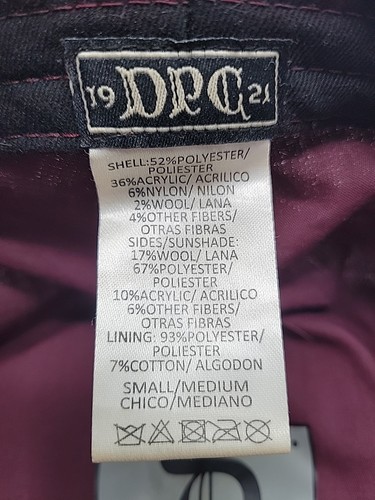 19 DPC 21
SHELL:52%POLYESTER/
POLIESTER
36%ACRYLIC/ ACRILICO
6%NYLON/ NILON
2%WOOL/ LANA
4%OTHER FIBERS/
OTRAS FIBRAS
SIDES/SUNSHADE:
17%WOOL/ LANA
67%POLYESTER/
POLIESTER
10%ACRYLIC/ ACRILICO
6%OTHER FIBERS/
OTRAS FIBRAS
LINING: 93%POLYESTER/
POLIESTER
7%COTTON/ ALGODON
SMALL/MEDIUM
CHICO/MEDIANO